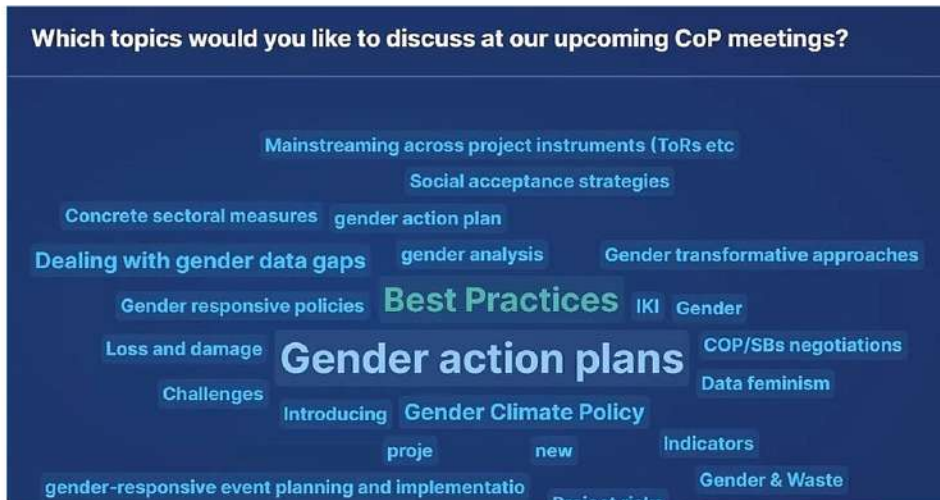 Which topics would you like to discuss at our upcoming CoP meetings?
Mainstreaming across project instruments (ToRs etc
Social acceptance strategies
Concrete sectoral measures
gender action plan
Dealing with gender data gaps
gender analysis
Gender transformative approaches
Gender responsive policies
Best Practices
IKI
Gender
Loss and damage
Gender action plans
COP/SBs negotiations
Data feminism
Challenges
Introducing
Gender Climate Policy
proje
new
Indicators
gender-responsive event planning and implementatio
Gender & Waste